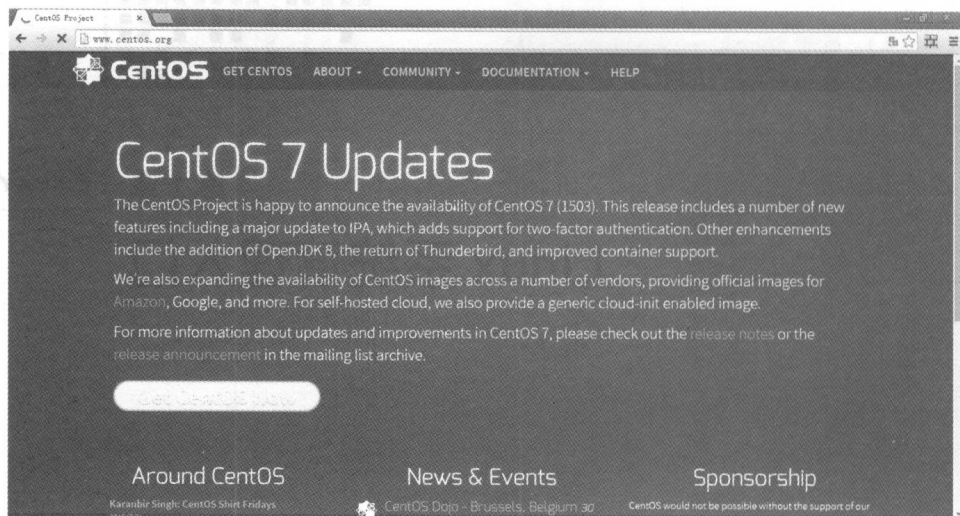 CentOS Project
www.centos.org
CentOS GET CENTOS ABOUT COMMUNITY DOCUMENTATION HELP
CentOS 7 Updates
The CentOS Project is happy to announce the availability of CentOS 7 (1503). This release includes a number of new
features including a major update to IPA, which adds support for two-factor authentication. Other enhancements
include the addition of OpenJDK 8, the return of Thunderbird, and improved container support.
We're also expanding the availability of CentOS images across a number of vendors, providing official images for
Amazon, Google, and more. For self-hosted cloud, we also provide a generic cloud-init enabled image.
For more information about updates and improvements in CentOS 7, please check out the release notes or the
release announcement in the mailing list archive.
Get CentOS Now
Around CentOS
News & Events
Sponsorship
Karanbir Singh: CentOS Shirt Fridays
CentOS Dojo - Brussels, Belgium 30
CentOS would not be possible without the support of our